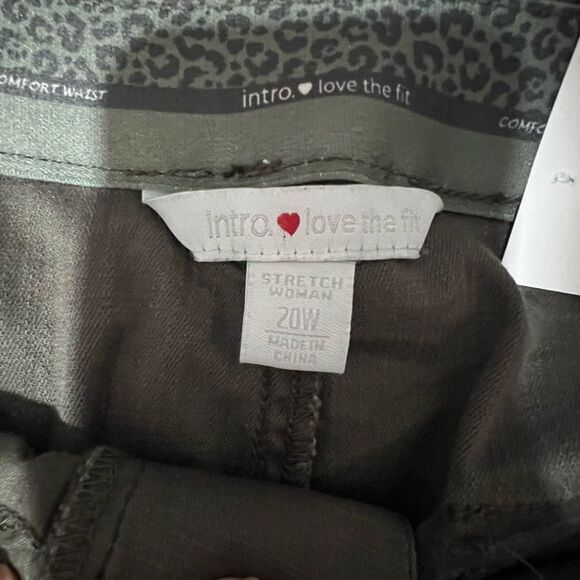 COMFORT WAIST
intro. ♥ love the fit
COMFO
intro. ♥ love the fit
STRETCH
WOMAN
20W
MADE IN
CHINA